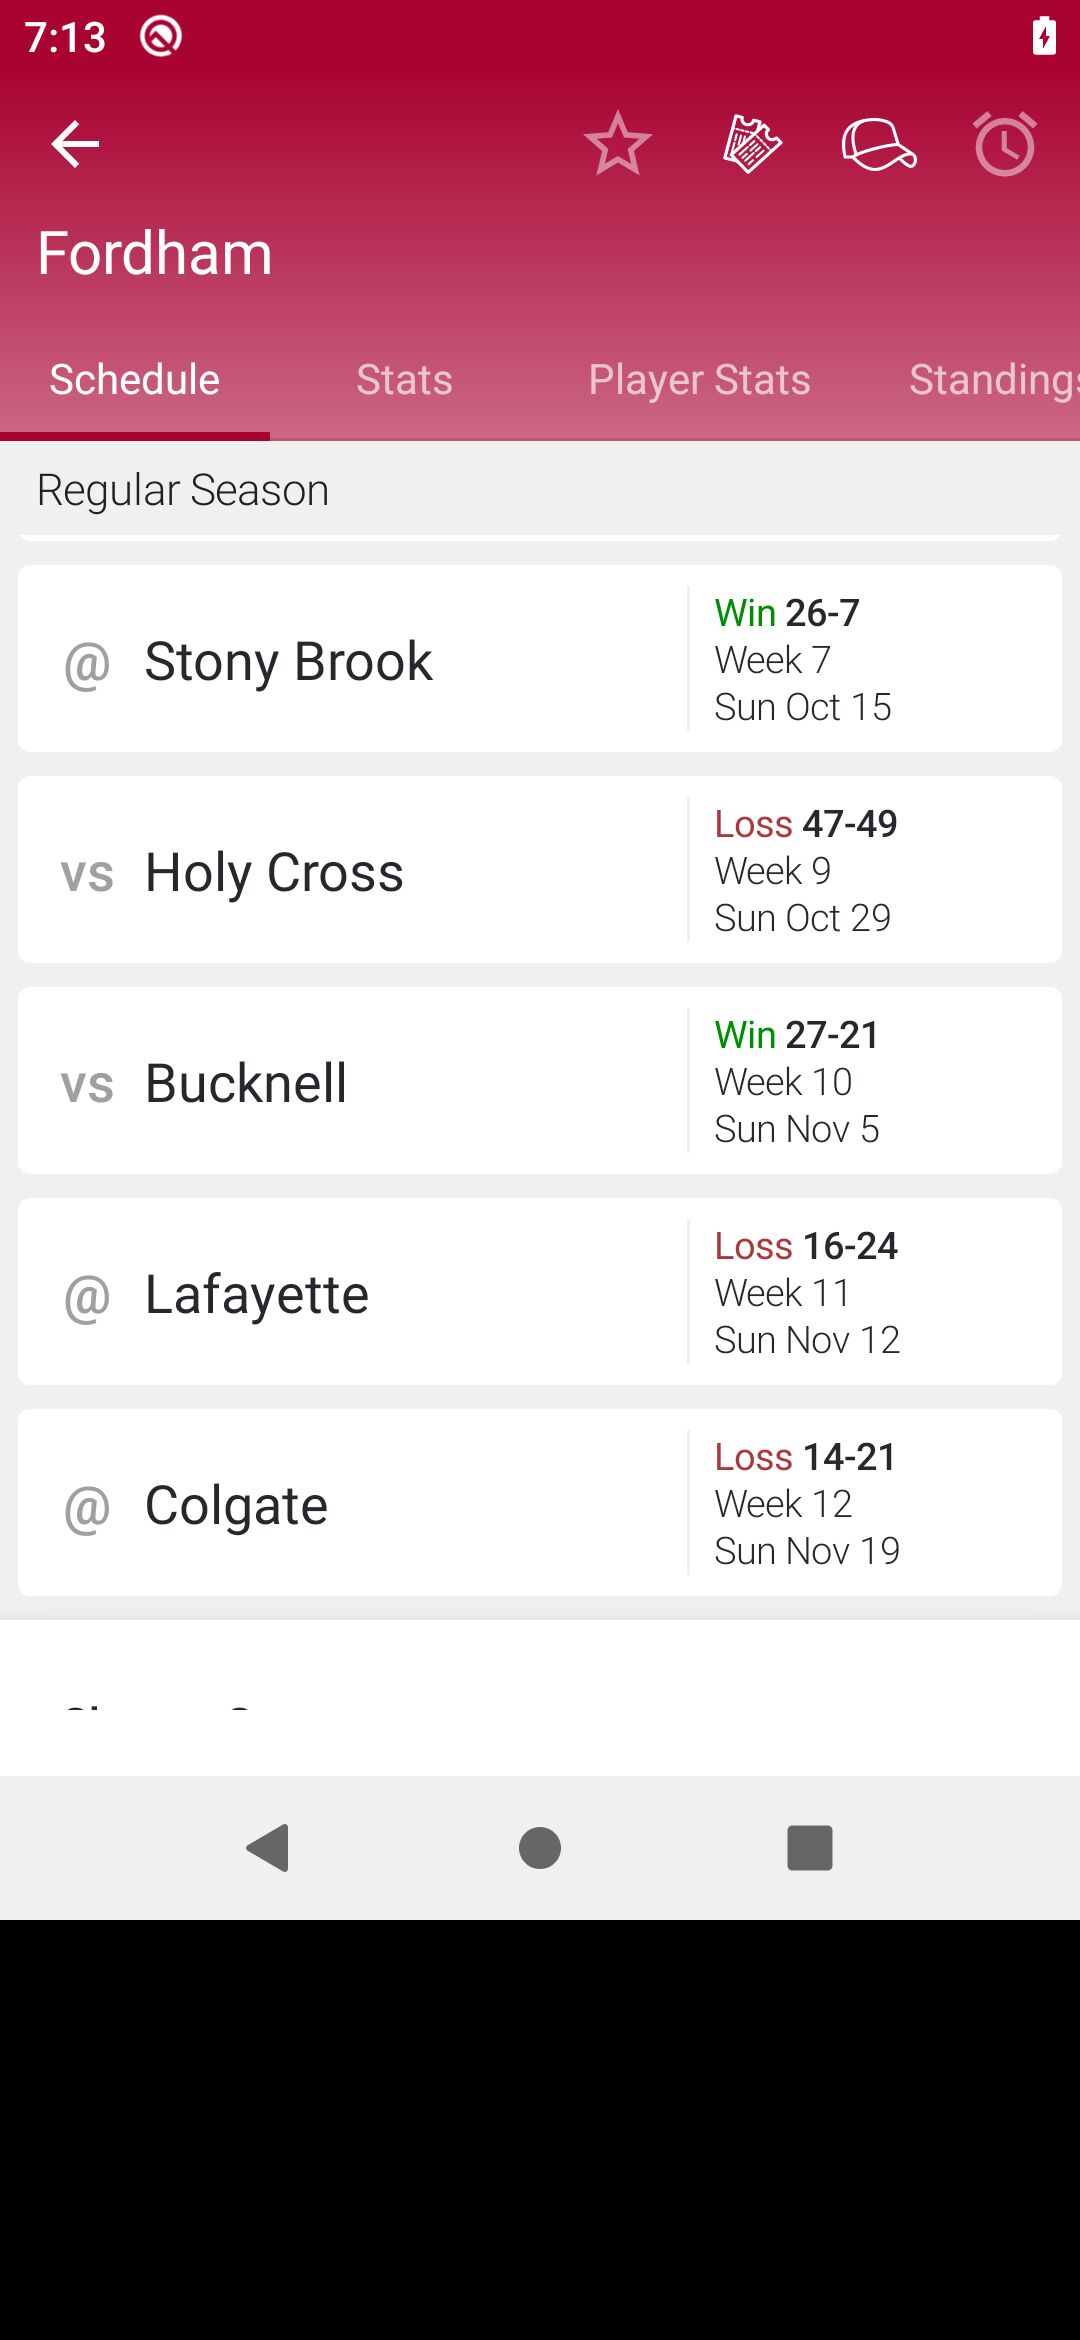 7:13
Fordham
Schedule Stats Player Stats Standings
Regular Season
Win 26-7
@ Stony Brook
Week 7
Sun Oct 15
Loss 47-49
vs Holy Cross
Week 9
Sun Oct 29
Win 27-21
vs Bucknell
Week 10
Sun Nov 5
Loss 16-24
@ Lafayette
Week 11
Sun Nov 12
Loss 14-21
@ Colgate
Week 12
Sun Nov 19